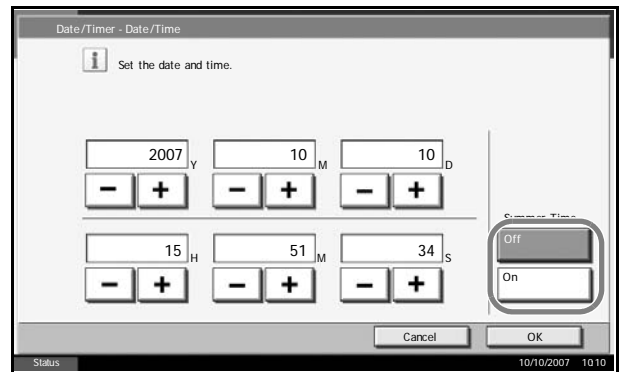 Date/Timer - Date/Time
i Set the date and time.
2007 Y 10 M 10 D
- + - + - +
Summer Time
Off
15 H 51 M 34 S
On
- + - + - +
Cancel OK
Status 10/10/2007 10:10